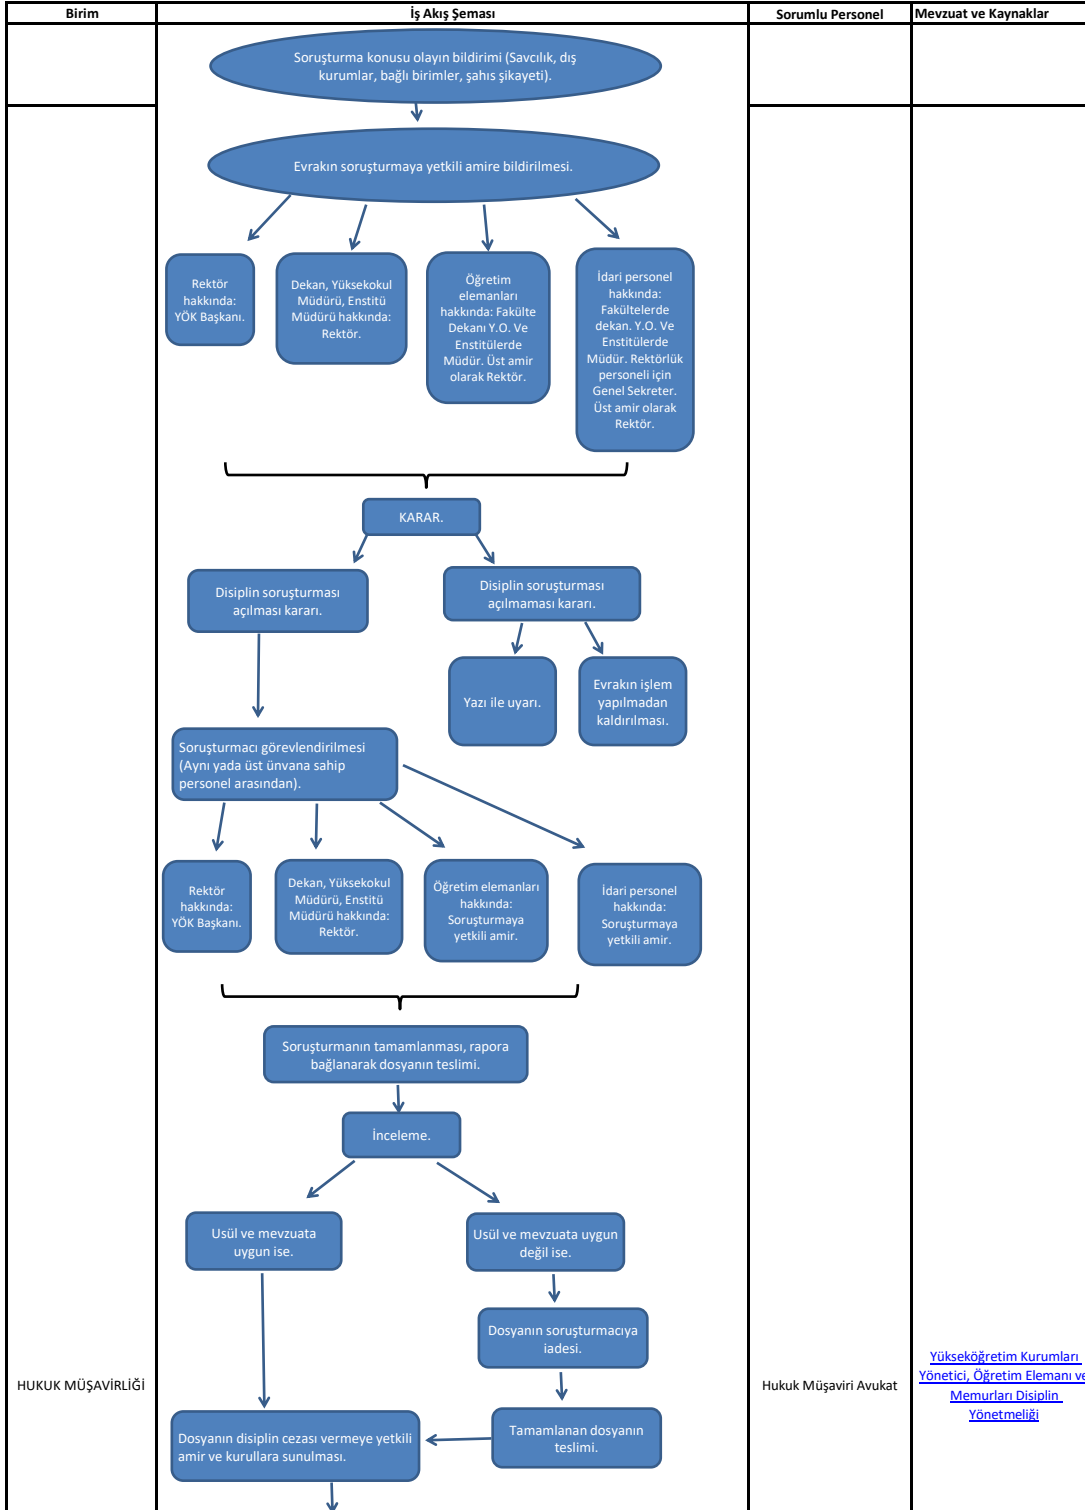 Birim
İş Akış Şeması
Sorumlu Personel
Mevzuat ve Kaynaklar
Soruşturma konusu olayın bildirimi (Savcılık, dış
kurumlar, bağlı birimler, şahıs şikayeti).
Evrakın soruşturmaya yetkili amire bildirilmesi.
Rektör
hakkında:
YÖK Başkanı.
Dekan, Yüksekokul
Müdürü, Enstitü
Müdürü hakkında:
Rektör.
Öğretim
elemanları
hakkında: Fakülte
Dekanı Y.O. Ve
Enstitülerde
Müdür. Üst amir
olarak Rektör.
İdari personel
hakkında:
Fakültelerde
dekan. Y.O. Ve
Enstitülerde
Müdür. Rektörlük
personeli için
Genel Sekreter.
Üst amir olarak
Rektör.
KARAR.
Disiplin soruşturması
açılması kararı.
Disiplin soruşturması
açılmaması kararı.
Yazı ile uyarı.
Evrakın işlem
yapılmadan
kaldırılması.
Soruşturmacı görevlendirilmesi
(Aynı yada üst ünvana sahip
personel arasından).
Rektör
hakkında:
YÖK Başkanı.
Dekan, Yüksekokul
Müdürü, Enstitü
Müdürü hakkında:
Rektör.
Öğretim elemanları
hakkında:
Soruşturmaya
yetkili amir.
İdari personel
hakkında:
Soruşturmaya
yetkili amir.
Soruşturmanın tamamlanması, rapora
bağlanarak dosyanın teslimi.
İnceleme.
Usül ve mevzuata
uygun ise.
Usül ve mevzuata uygun
değil ise.
Dosyanın soruşturmacıya
iadesi.
Tamamlanan dosyanın
teslimi.
Dosyanın disiplin cezası vermeye yetkili
amir ve kurullara sunulması.
HUKUK MÜŞAVİRLİĞİ
Hukuk Müşaviri Avukat
Yükseköğretim Kurumları
Yönetici, Öğretim Elemanı ve
Memurları Disiplin
Yönetmeliği